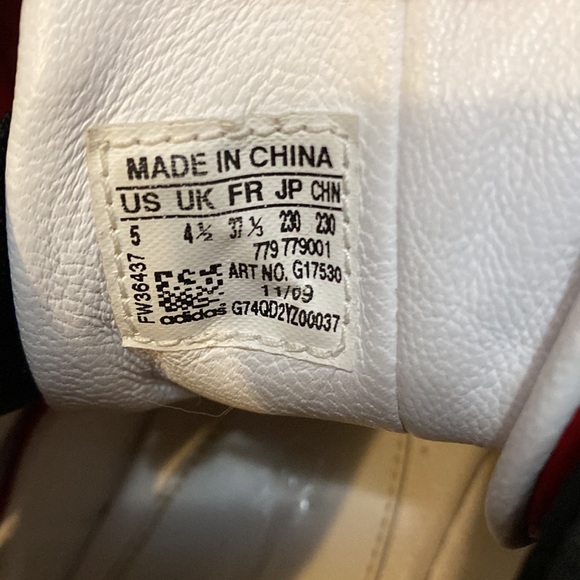 MADE IN CHINA
US UK FR JP CHN
5 4½ 37⅓ 230 230
779 779001
ART NO. G17530
11/09
G74QD2YZ00037
FW36437
adidas